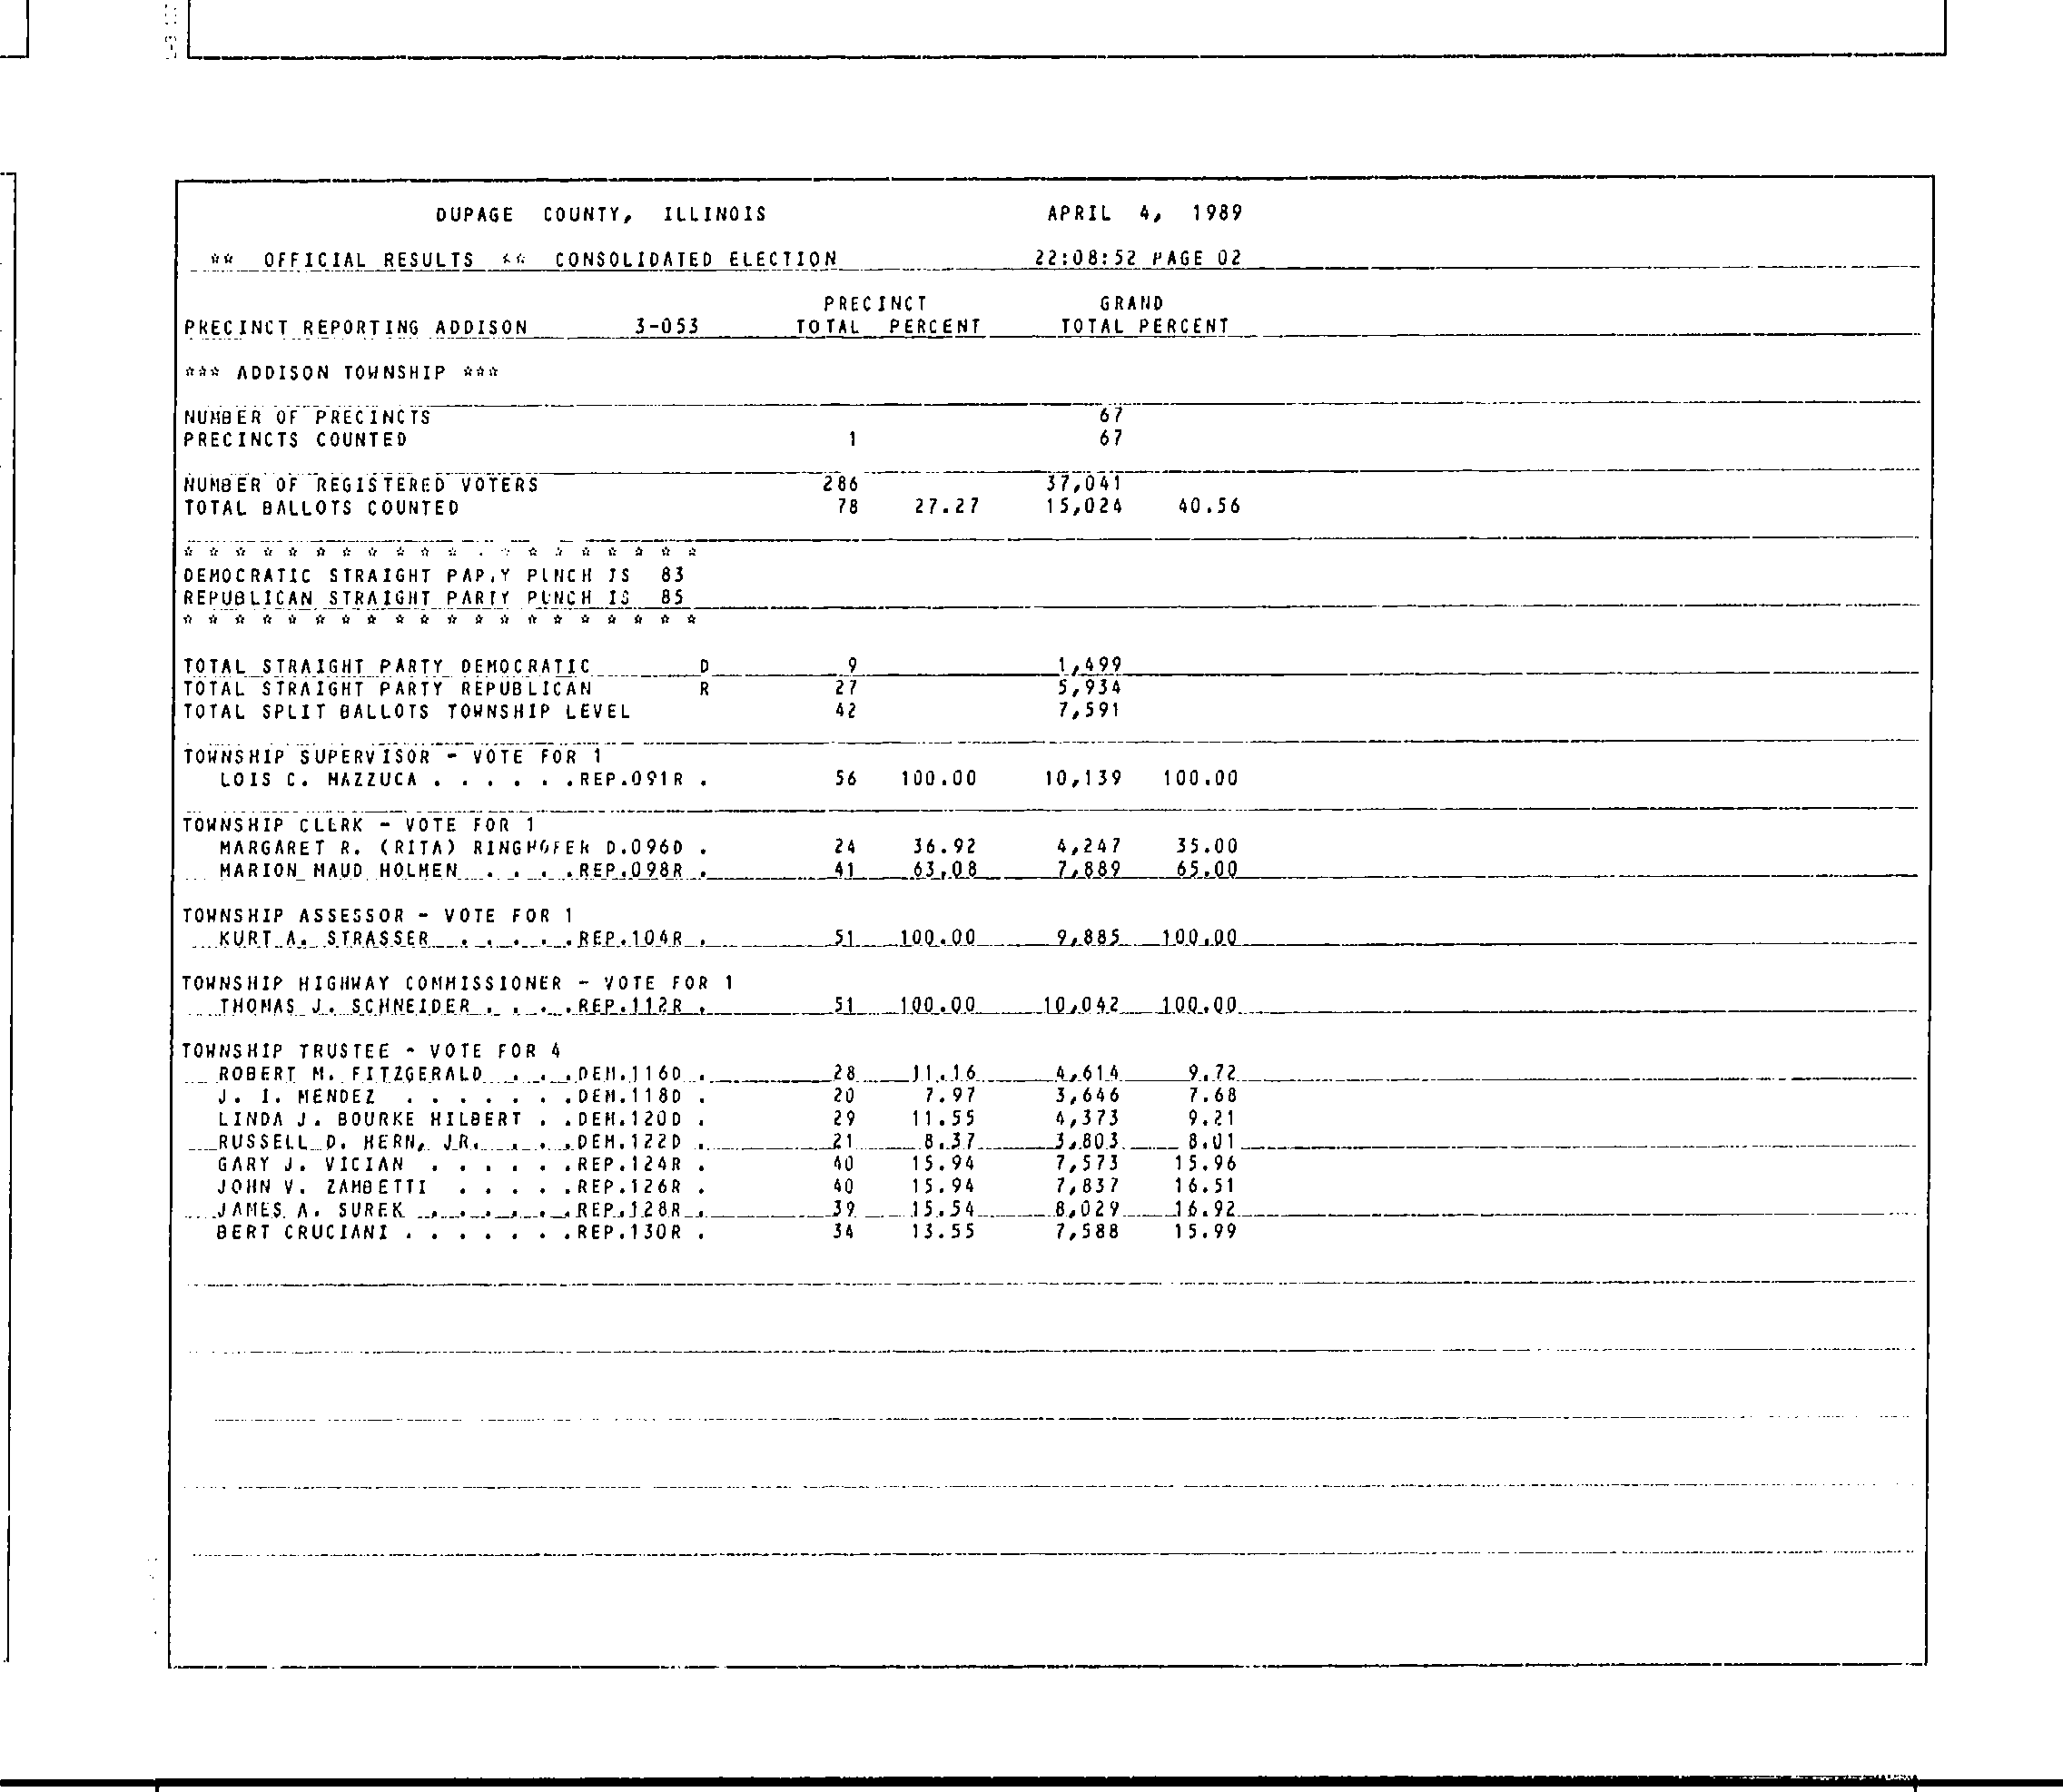 DUPAGE COUNTY, ILLINOIS APRIL 4, 1989
** OFFICIAL RESULTS ** CONSOLIDATED ELECTION 22:08:52 PAGE 02
PRECINCT GRAND
PRECINCT REPORTING ADDISON 3-053 TOTAL PERCENT TOTAL PERCENT
*** ADDISON TOWNSHIP ***
NUMBER OF PRECINCTS 67
PRECINCTS COUNTED 1 67
NUMBER OF REGISTERED VOTERS 286 37,041
TOTAL BALLOTS COUNTED 78 27.27 15,024 40.56
* * * * * * * * * * * * * * * * * * * *
DEMOCRATIC STRAIGHT PARTY PUNCH IS 83
REPUBLICAN STRAIGHT PARTY PUNCH IS 85
* * * * * * * * * * * * * * * * * * * *
TOTAL STRAIGHT PARTY DEMOCRATIC D 9 1,499
TOTAL STRAIGHT PARTY REPUBLICAN R 27 5,934
TOTAL SPLIT BALLOTS TOWNSHIP LEVEL 42 7,591
TOWNSHIP SUPERVISOR - VOTE FOR 1
LOIS C. MAZZUCA . . . . . .REP.091R . 56 100.00 10,139 100.00
TOWNSHIP CLERK - VOTE FOR 1
MARGARET R. (RITA) RINGHOFER D.096D . 24 36.92 4,247 35.00
MARION MAUD HOLMEN . . . .REP.098R . 41 63.08 7,889 65.00
TOWNSHIP ASSESSOR - VOTE FOR 1
KURT A. STRASSER . . . . .REP.104R . 51 100.00 9,885 100.00
TOWNSHIP HIGHWAY COMMISSIONER - VOTE FOR 1
THOMAS J. SCHNEIDER . . . .REP.112R . 51 100.00 10,042 100.00
TOWNSHIP TRUSTEE - VOTE FOR 4
ROBERT M. FITZGERALD . . .DEM.116D . 28 11.16 4,614 9.72
J. I. MENDEZ . . . . . . .DEM.118D . 20 7.97 3,646 7.68
LINDA J. BOURKE HILBERT . .DEM.120D . 29 11.55 4,373 9.21
RUSSELL D. HERN, JR. . . .DEM.122D . 21 8.37 3,803 8.01
GARY J. VICIAN . . . . . .REP.124R . 40 15.94 7,573 15.96
JOHN V. ZAMBETTI . . . . .REP.126R . 40 15.94 7,837 16.51
JAMES A. SUREK . . . . . .REP.128R . 39 15.54 8,029 16.92
BERT CRUCIANI . . . . . . .REP.130R . 34 13.55 7,588 15.99